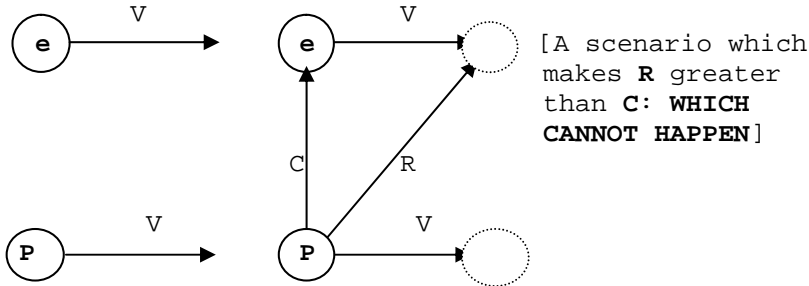 V V
e e [A scenario which
makes R greater
than C: WHICH
CANNOT HAPPEN]
C R
V V
P P